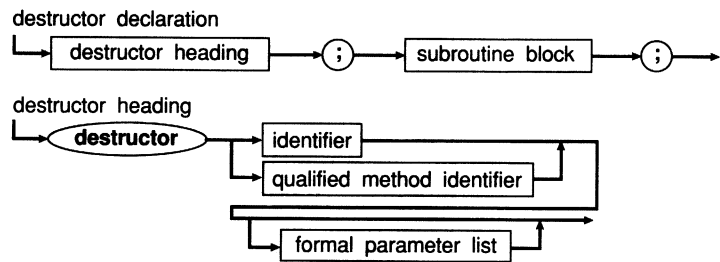 destructor declaration
destructor heading ; subroutine block ;
destructor heading
destructor identifier
qualified method identifier
formal parameter list